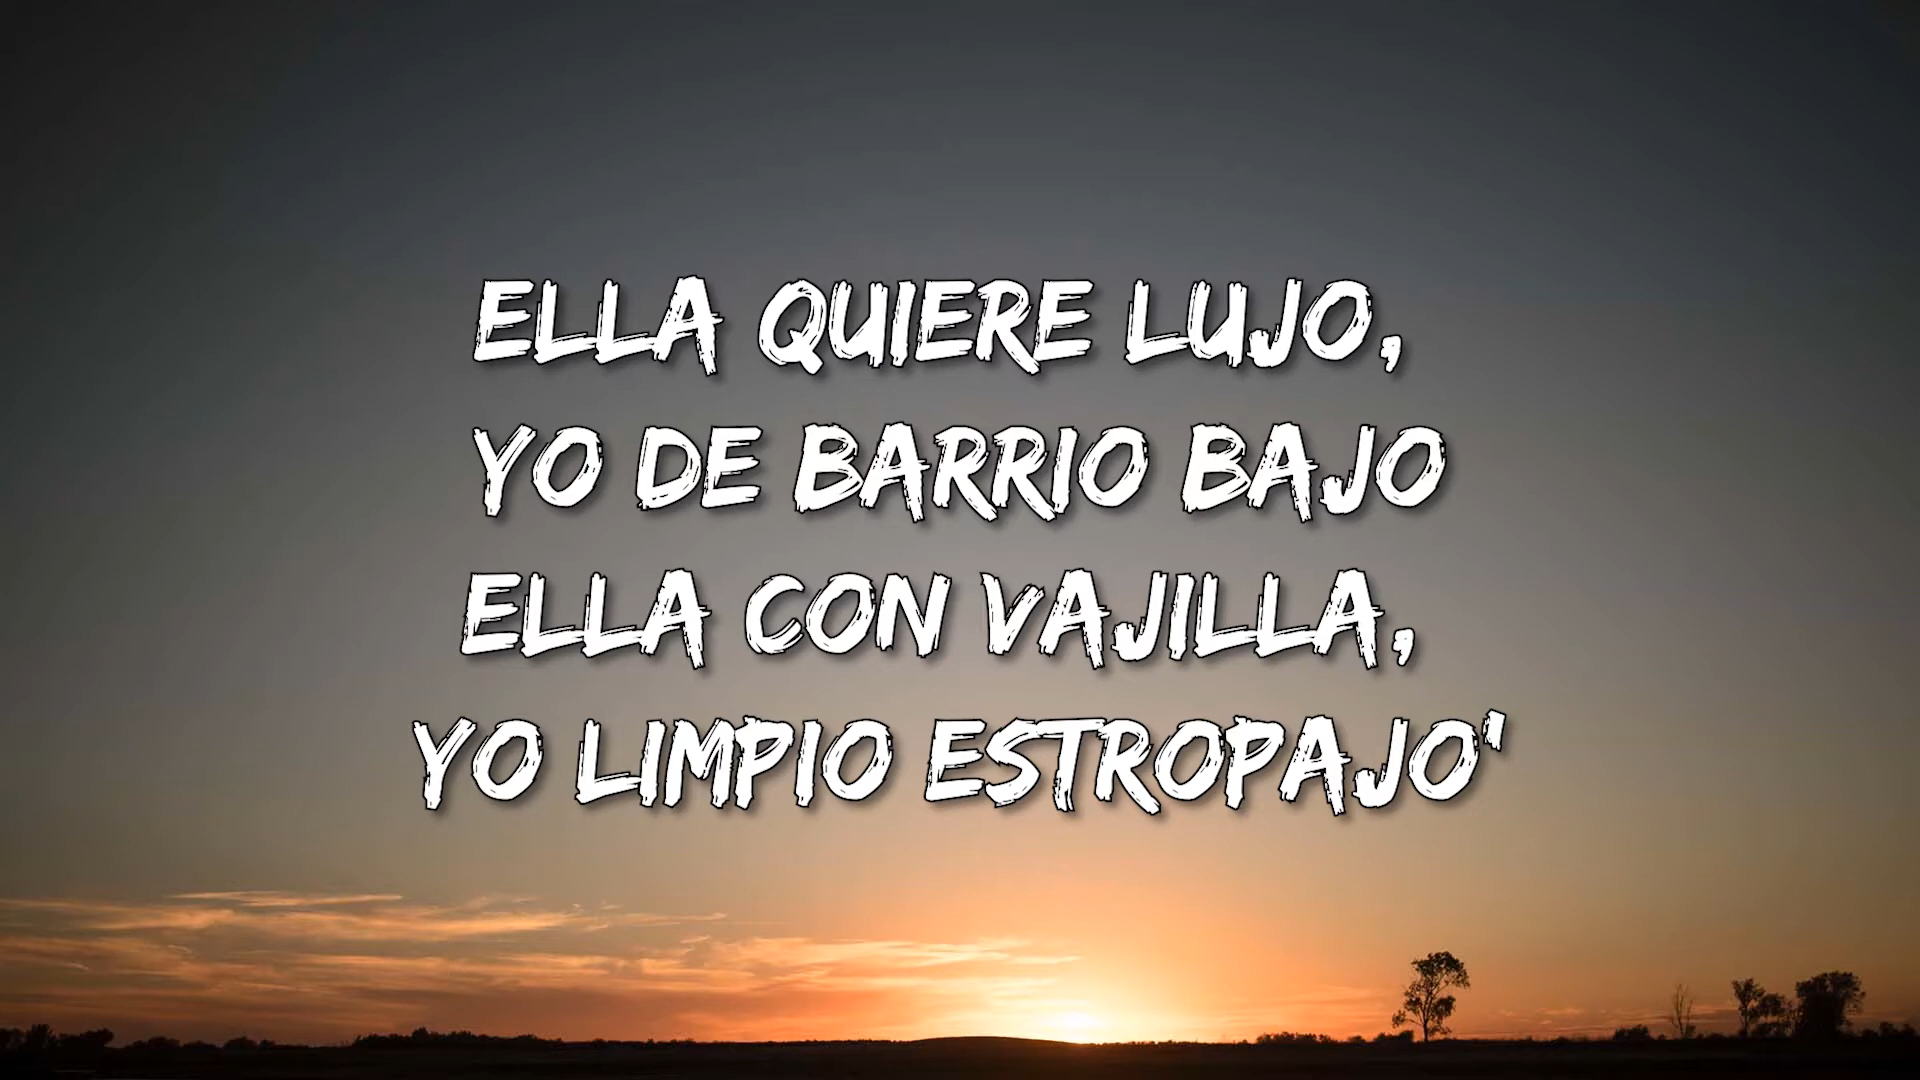 ELLA QUIERE LUJO,
YO DE BARRIO BAJO
ELLA CON VAJILLA,
YO LIMPIO ESTROPAJO'